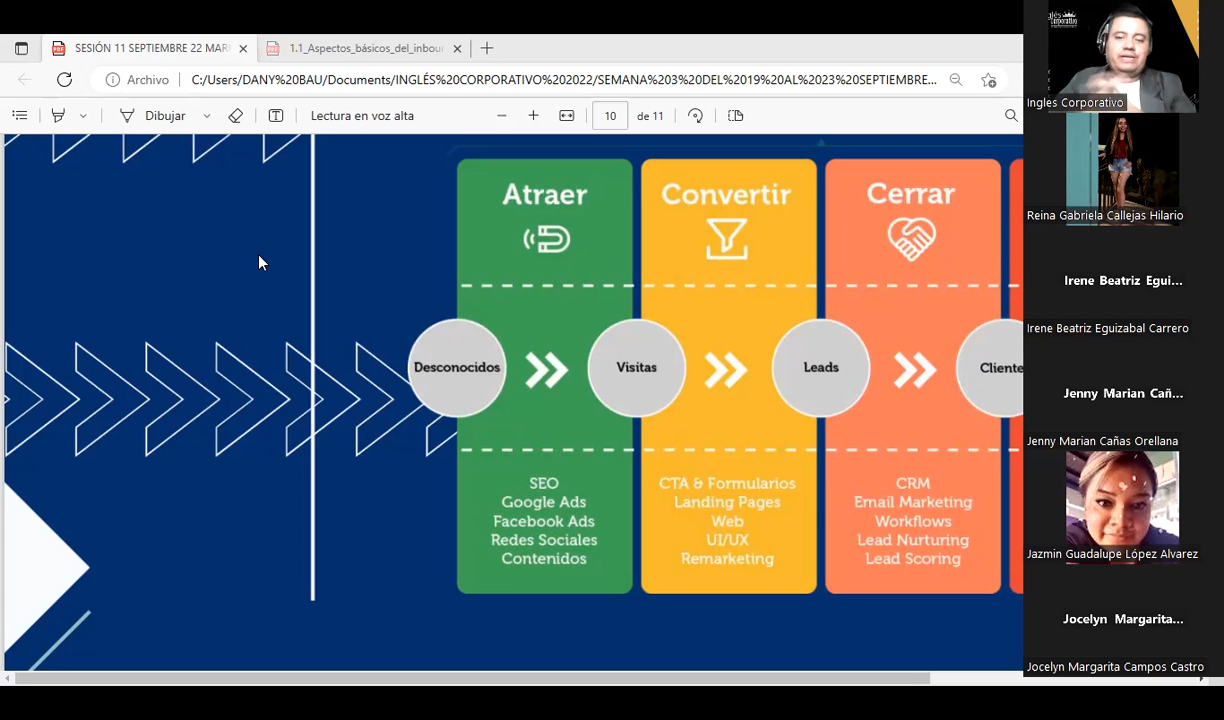 SESIÓN 11 SEPTIEMBRE 22 MAR
1.1_Aspectos_básicos_del_inbour
Archivo
C:/Users/DANY%20BAU/Documents/INGLÉS%20CORPORATIVO%202022/SEMANA%203%20DEL%2019%20AL%2023%20SEPTIEMBRE...
Dibujar
Lectura en voz alta
10
de 11
Atraer
Convertir
Cerrar
Desconocidos
Visitas
Leads
Cliente
SEO
Google Ads
Facebook Ads
Redes Sociales
Contenidos
CTA & Formularios
Landing Pages
Web
UI/UX
Remarketing
CRM
Email Marketing
Workflows
Lead Nurturing
Lead Scoring
Ingles Corporativo
Reina Gabriela Callejas Hilario
Irene Beatriz Egui...
Irene Beatriz Eguizabal Carrero
Jenny Marian Cañ...
Jenny Marian Cañas Orellana
Jazmin Guadalupe López Alvarez
Jocelyn Margarita...
Jocelyn Margarita Campos Castro